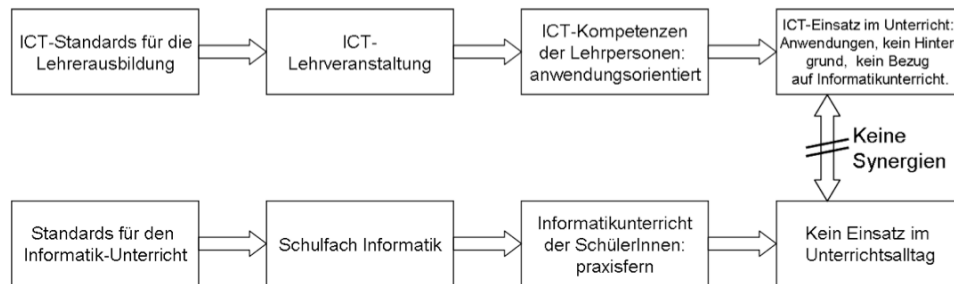 ICT-Standards für die
Lehrerausbildung
ICT-
Lehrveranstaltung
ICT-Kompetenzen
der Lehrpersonen:
anwendungsorientiert
ICT-Einsatz im Unterricht:
Anwendungen, kein Hinter
grund, kein Bezug
auf Informatikunterricht.
Keine
Synergien
Standards für den
Informatik-Unterricht
Schulfach Informatik
Informatikunterricht
der SchülerInnen:
praxisfern
Kein Einsatz im
Unterrichtsalltag